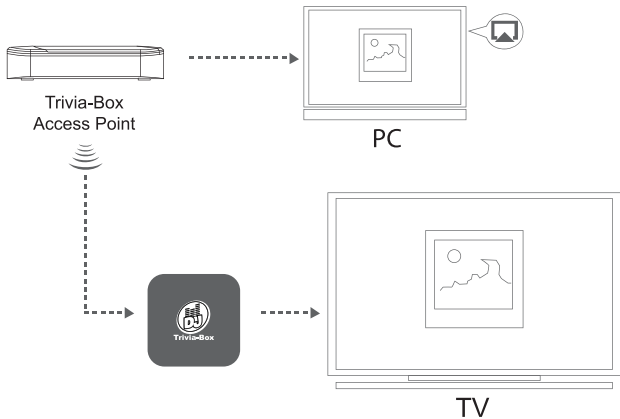 Trivia-Box
Access Point
PC
DJ
Trivia-Box
TV